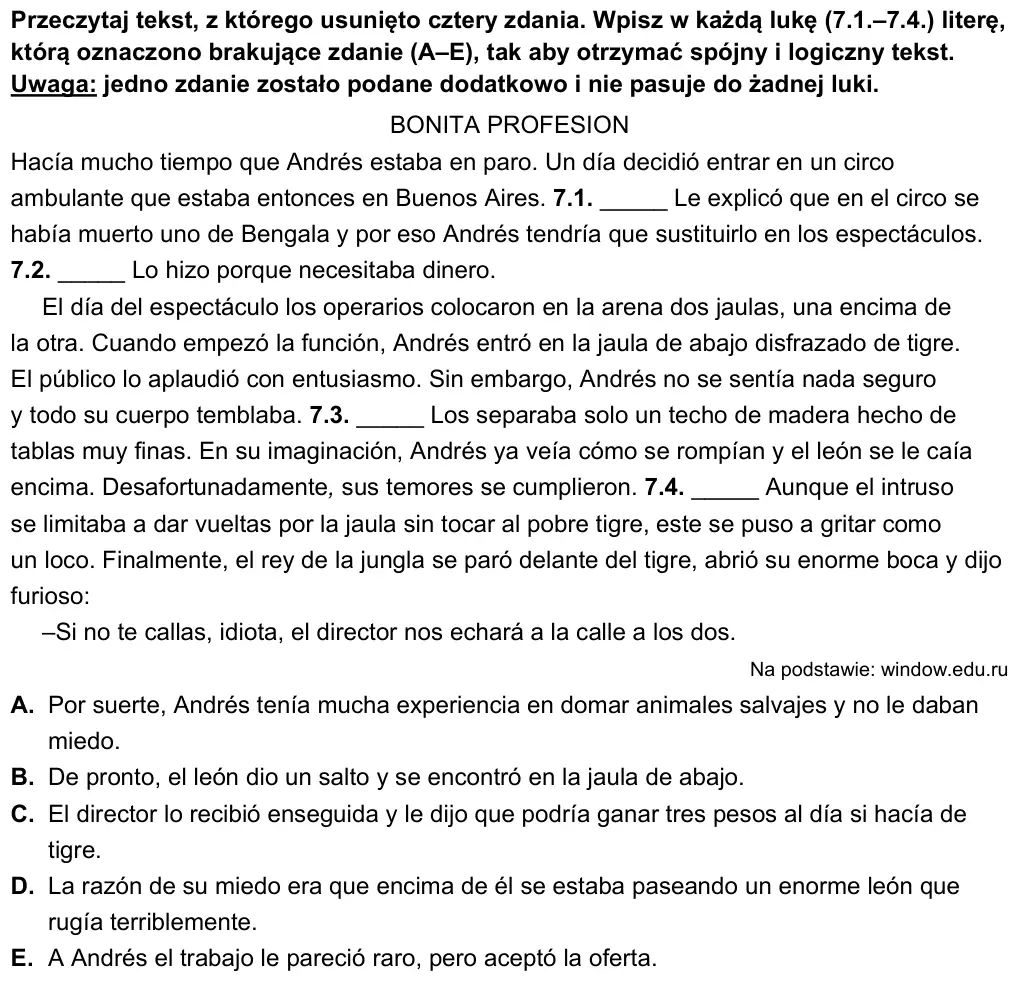 Przeczytaj tekst, z którego usunięto cztery zdania. Wpisz w każdą lukę (7.1.–7.4.) literę,
którą oznaczono brakujące zdanie (A–E), tak aby otrzymać spójny i logiczny tekst.
Uwaga: jedno zdanie zostało podane dodatkowo i nie pasuje do żadnej luki.
BONITA PROFESION
Hacía mucho tiempo que Andrés estaba en paro. Un día decidió entrar en un circo
ambulante que estaba entonces en Buenos Aires. 7.1. _____ Le explicó que en el circo se
había muerto uno de Bengala y por eso Andrés tendría que sustituirlo en los espectáculos.
7.2. _____ Lo hizo porque necesitaba dinero.
El día del espectáculo los operarios colocaron en la arena dos jaulas, una encima de
la otra. Cuando empezó la función, Andrés entró en la jaula de abajo disfrazado de tigre.
El público lo aplaudió con entusiasmo. Sin embargo, Andrés no se sentía nada seguro
y todo su cuerpo temblaba. 7.3. _____ Los separaba solo un techo de madera hecho de
tablas muy finas. En su imaginación, Andrés ya veía cómo se rompían y el león se le caía
encima. Desafortunadamente, sus temores se cumplieron. 7.4. _____ Aunque el intruso
se limitaba a dar vueltas por la jaula sin tocar al pobre tigre, este se puso a gritar como
un loco. Finalmente, el rey de la jungla se paró delante del tigre, abrió su enorme boca y dijo
furioso:
–Si no te callas, idiota, el director nos echará a la calle a los dos.
Na podstawie: window.edu.ru
A. Por suerte, Andrés tenía mucha experiencia en domar animales salvajes y no le daban
miedo.
B. De pronto, el león dio un salto y se encontró en la jaula de abajo.
C. El director lo recibió enseguida y le dijo que podría ganar tres pesos al día si hacía de
tigre.
D. La razón de su miedo era que encima de él se estaba paseando un enorme león que
rugía terriblemente.
E. A Andrés el trabajo le pareció raro, pero aceptó la oferta.